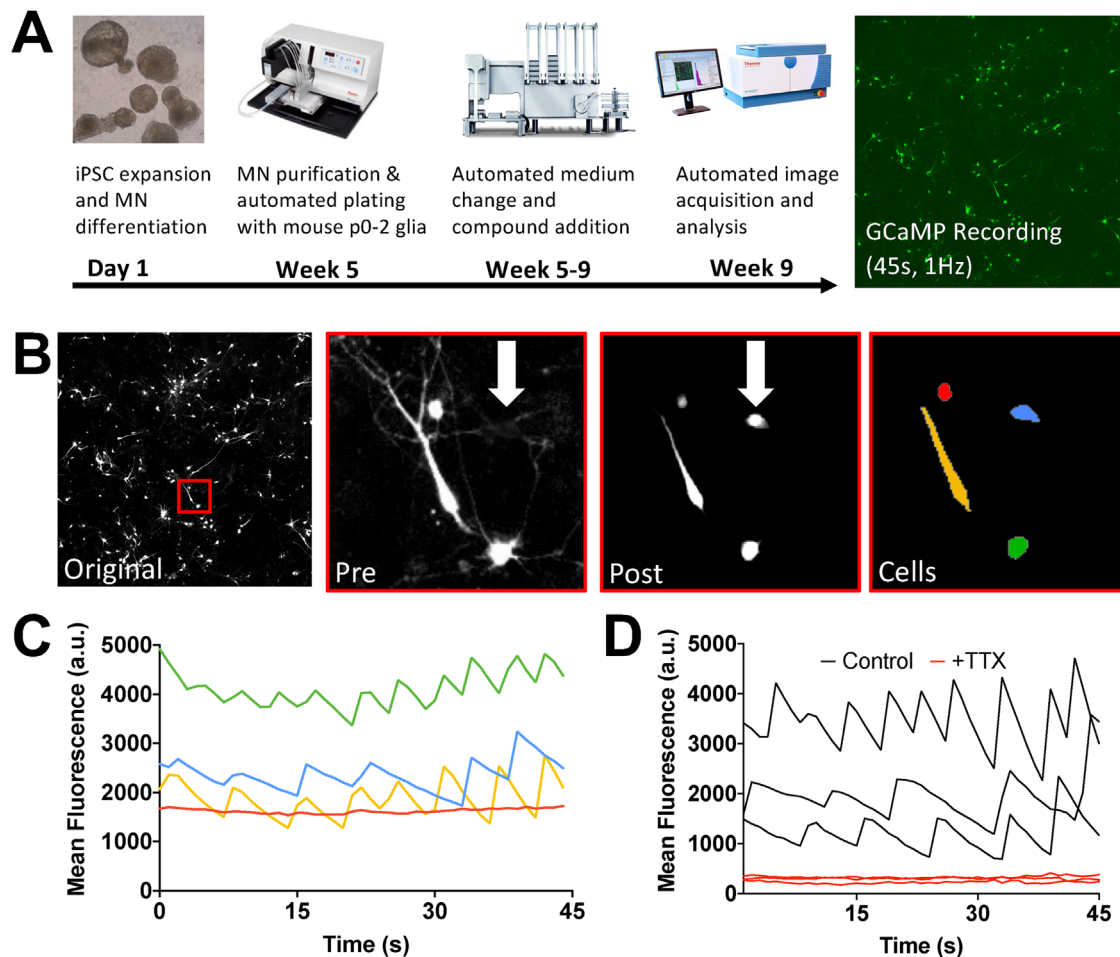 A
iPSC expansion
and MN
differentiation
MN purification &
automated plating
with mouse p0-2 glia
Automated medium
change and
compound addition
Automated image
acquisition and
analysis
Day 1
Week 5
Week 5-9
Week 9
GCaMP Recording
(45s, 1Hz)
B
Original
Pre
Post
Cells
C
Mean Fluorescence (a.u.)
5000
4000
3000
2000
1000
0
0
15
30
45
Time (s)
D
Mean Fluorescence (a.u.)
5000
4000
3000
2000
1000
0
Control
+TTX
15
30
45
Time (s)